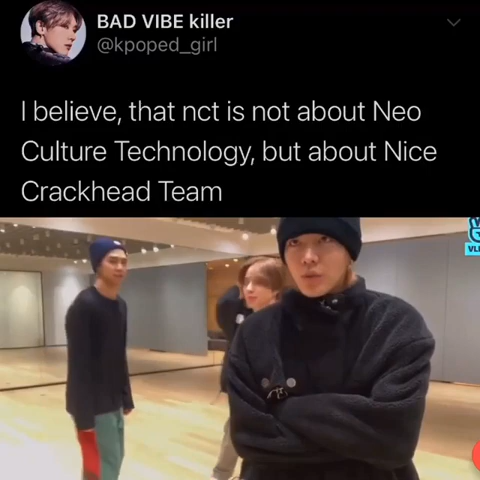 BAD VIBE killer
@kpoped_girl
I believe, that nct is not about Neo
Culture Technology, but about Nice
Crackhead Team